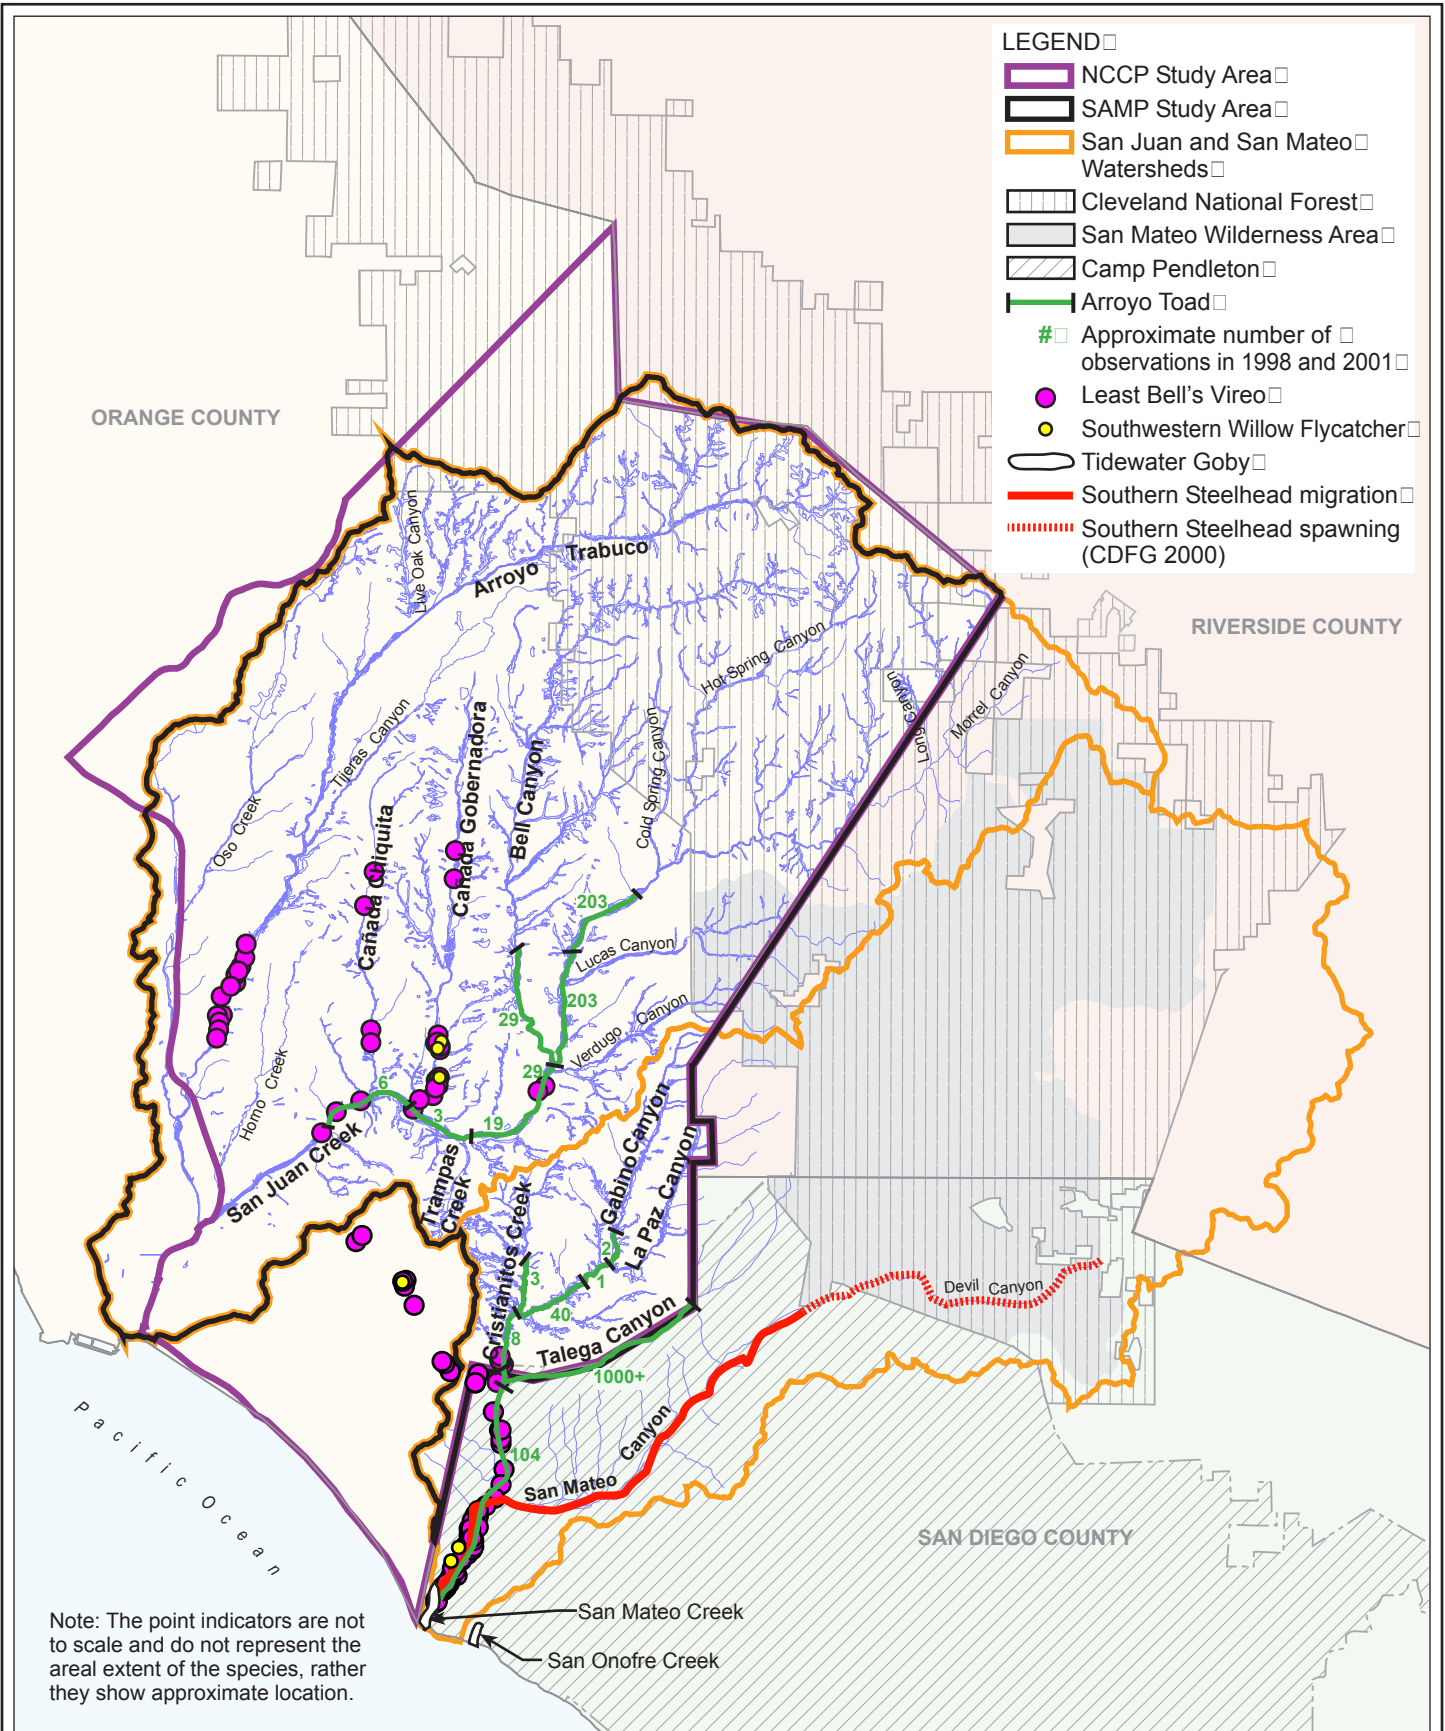 LEGEND
NCCP Study Area
SAMP Study Area
San Juan and San Mateo
Watersheds
Cleveland National Forest
San Mateo Wilderness Area
Camp Pendleton
Arroyo Toad
# Approximate number of
observations in 1998 and 2001
Least Bell's Vireo
Southwestern Willow Flycatcher
Tidewater Goby
Southern Steelhead migration
Southern Steelhead spawning
(CDFG 2000)
ORANGE COUNTY
RIVERSIDE COUNTY
Live Oak Canyon
Arroyo Trabuco
Hot Spring Canyon
Long Canyon
Morrel Canyon
Tijeras Canyon
Cold Spring Canyon
Oso Creek
Cañada Chiquita
Cañada Gobernadora
Bell Canyon
203
Lucas Canyon
203
29
Verdugo Canyon
29
Horno Creek
6
3
19
San Juan Creek
Trampas
Creek
Cristianitos Creek
Gabino Canyon
La Paz Canyon
2
1
3
40
8
Talega Canyon
1000+
Devil Canyon
104
San Mateo Canyon
Pacific Ocean
SAN DIEGO COUNTY
San Mateo Creek
San Onofre Creek
Note: The point indicators are not
to scale and do not represent the
areal extent of the species, rather
they show approximate location.